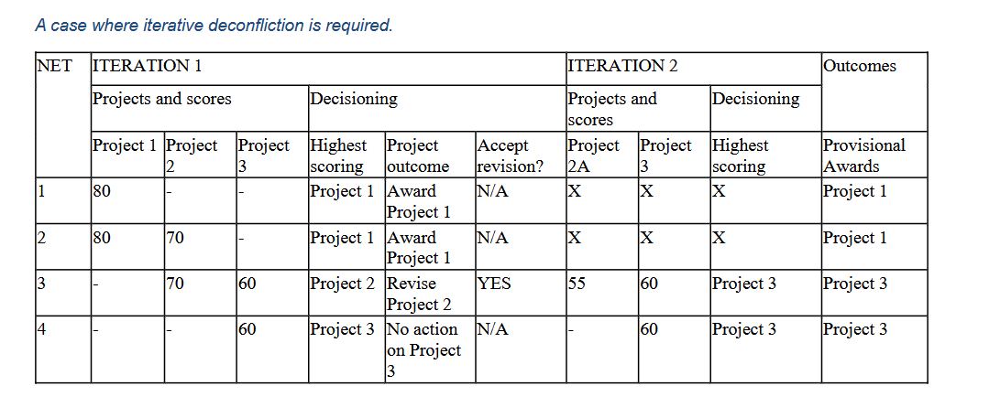 A case where iterative deconfliction is required.
NET ITERATION 1 ITERATION 2 Outcomes
Projects and scores Decisioning Projects and scores Decisioning
Project 1 Project 2 Project 3 Highest scoring Project outcome Accept revision? Project 2A Project 3 Highest scoring Provisional Awards
1 80 - - Project 1 Award Project 1 N/A X X X Project 1
2 80 70 - Project 1 Award Project 1 N/A X X X Project 1
3 - 70 60 Project 2 Revise Project 2 YES 55 60 Project 3 Project 3
4 - - 60 Project 3 No action on Project 3 N/A - 60 Project 3 Project 3